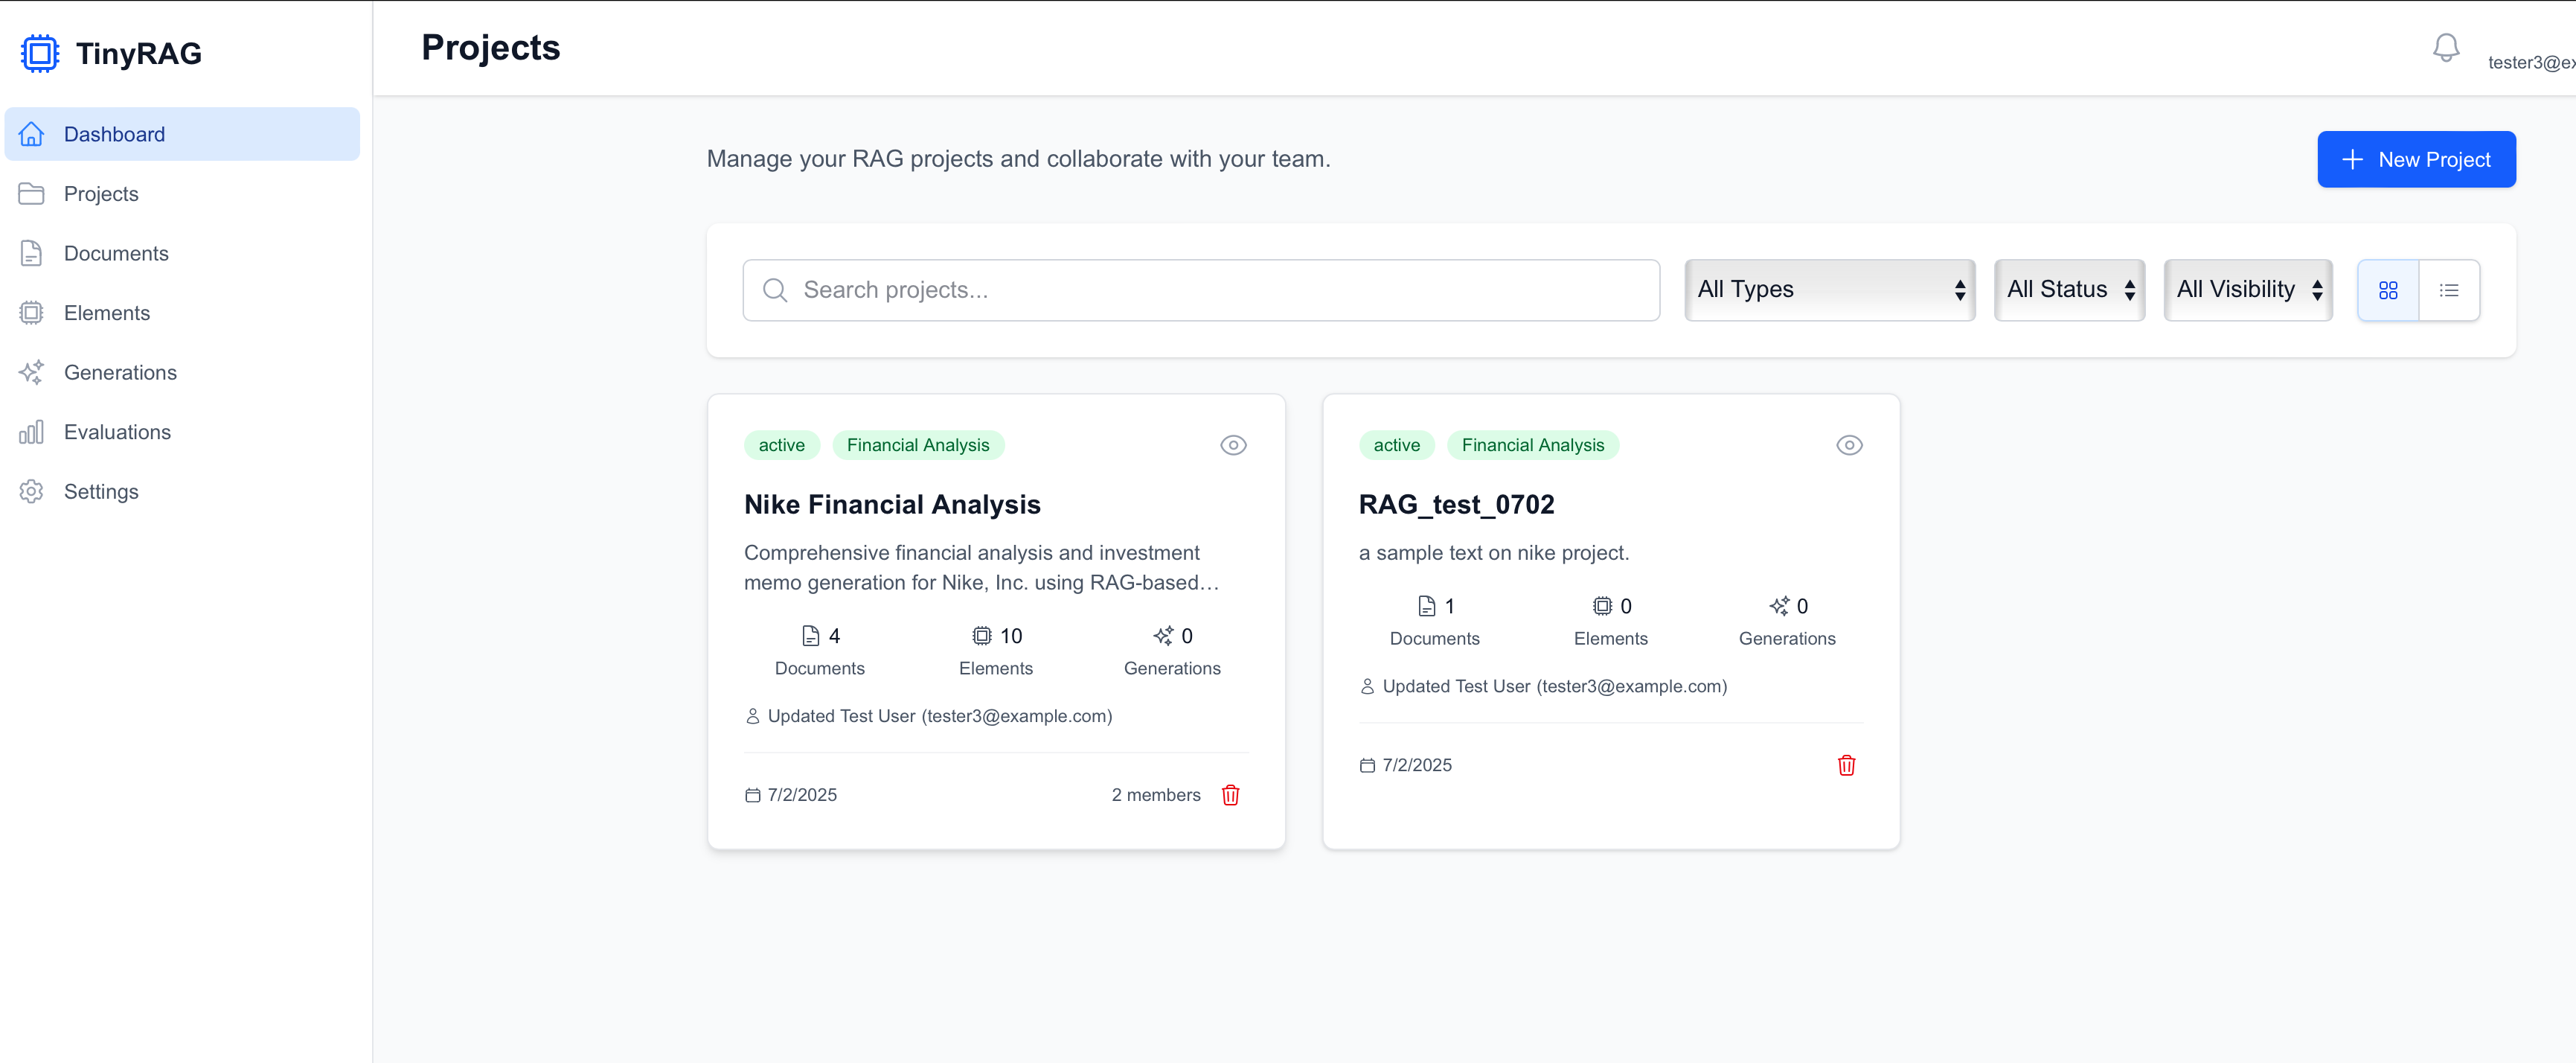 TinyRAG
Dashboard
Projects
Documents
Elements
Generations
Evaluations
Settings
Projects
tester3@ex
Manage your RAG projects and collaborate with your team.
New Project
Search projects...
All Types
All Status
All Visibility
active
Financial Analysis
Nike Financial Analysis
Comprehensive financial analysis and investment
memo generation for Nike, Inc. using RAG-based...
4
Documents
10
Elements
0
Generations
Updated Test User (tester3@example.com)
7/2/2025
2 members
active
Financial Analysis
RAG_test_0702
a sample text on nike project.
1
Documents
0
Elements
0
Generations
Updated Test User (tester3@example.com)
7/2/2025